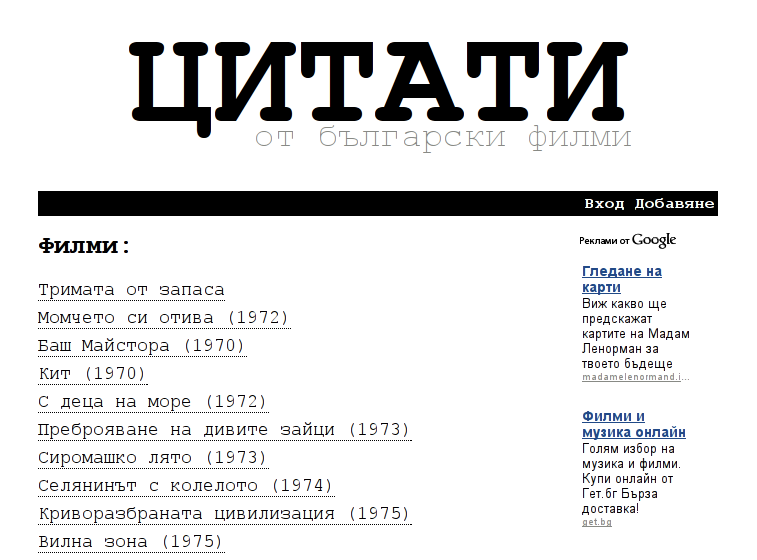 ЦИТАТИ
от български филми
Вход Добавяне
Филми:
Тримата от запаса
Момчето си отива (1972)
Баш Майстора (1970)
Кит (1970)
С деца на море (1972)
Преброяване на дивите зайци (1973)
Сиромашко лято (1973)
Селянинът с колелото (1974)
Криворазбраната цивилизация (1975)
Вилна зона (1975)
Реклами от Google
Гледане на
карти
Виж какво ще
предскажат
картите на Мадам
Ленорман за
твоето бъдеще
madamelenormand.i...
Филми и
музика онлайн
Голям избор на
музика и филми.
Купи онлайн от
Гет.бг Бърза
доставка!
get.bg